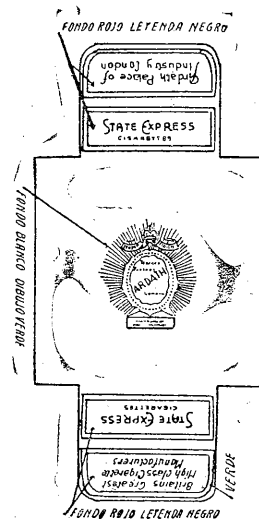 FONDO ROJO LETENDA NEGRO
Ardath Palace of
Industy London
STATE EXPRESS
CIGARETTES
FONDO BLANCO DIBUJO VERDE
ARDATH
STATE EXPRESS
CIGARETTES
Britains Greatest
High class Cigarette
Manufacturers
VERDE
FONDO ROJO LETENDA NEGRO